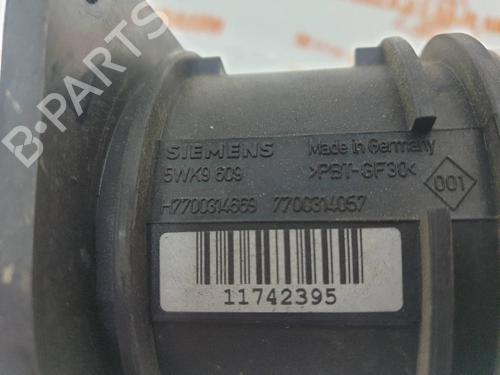 SIEMENS Made in Germany
5WK9 609 >PBT-GF30<
001
H7700314669 7700314057
11742395
B-PARTS